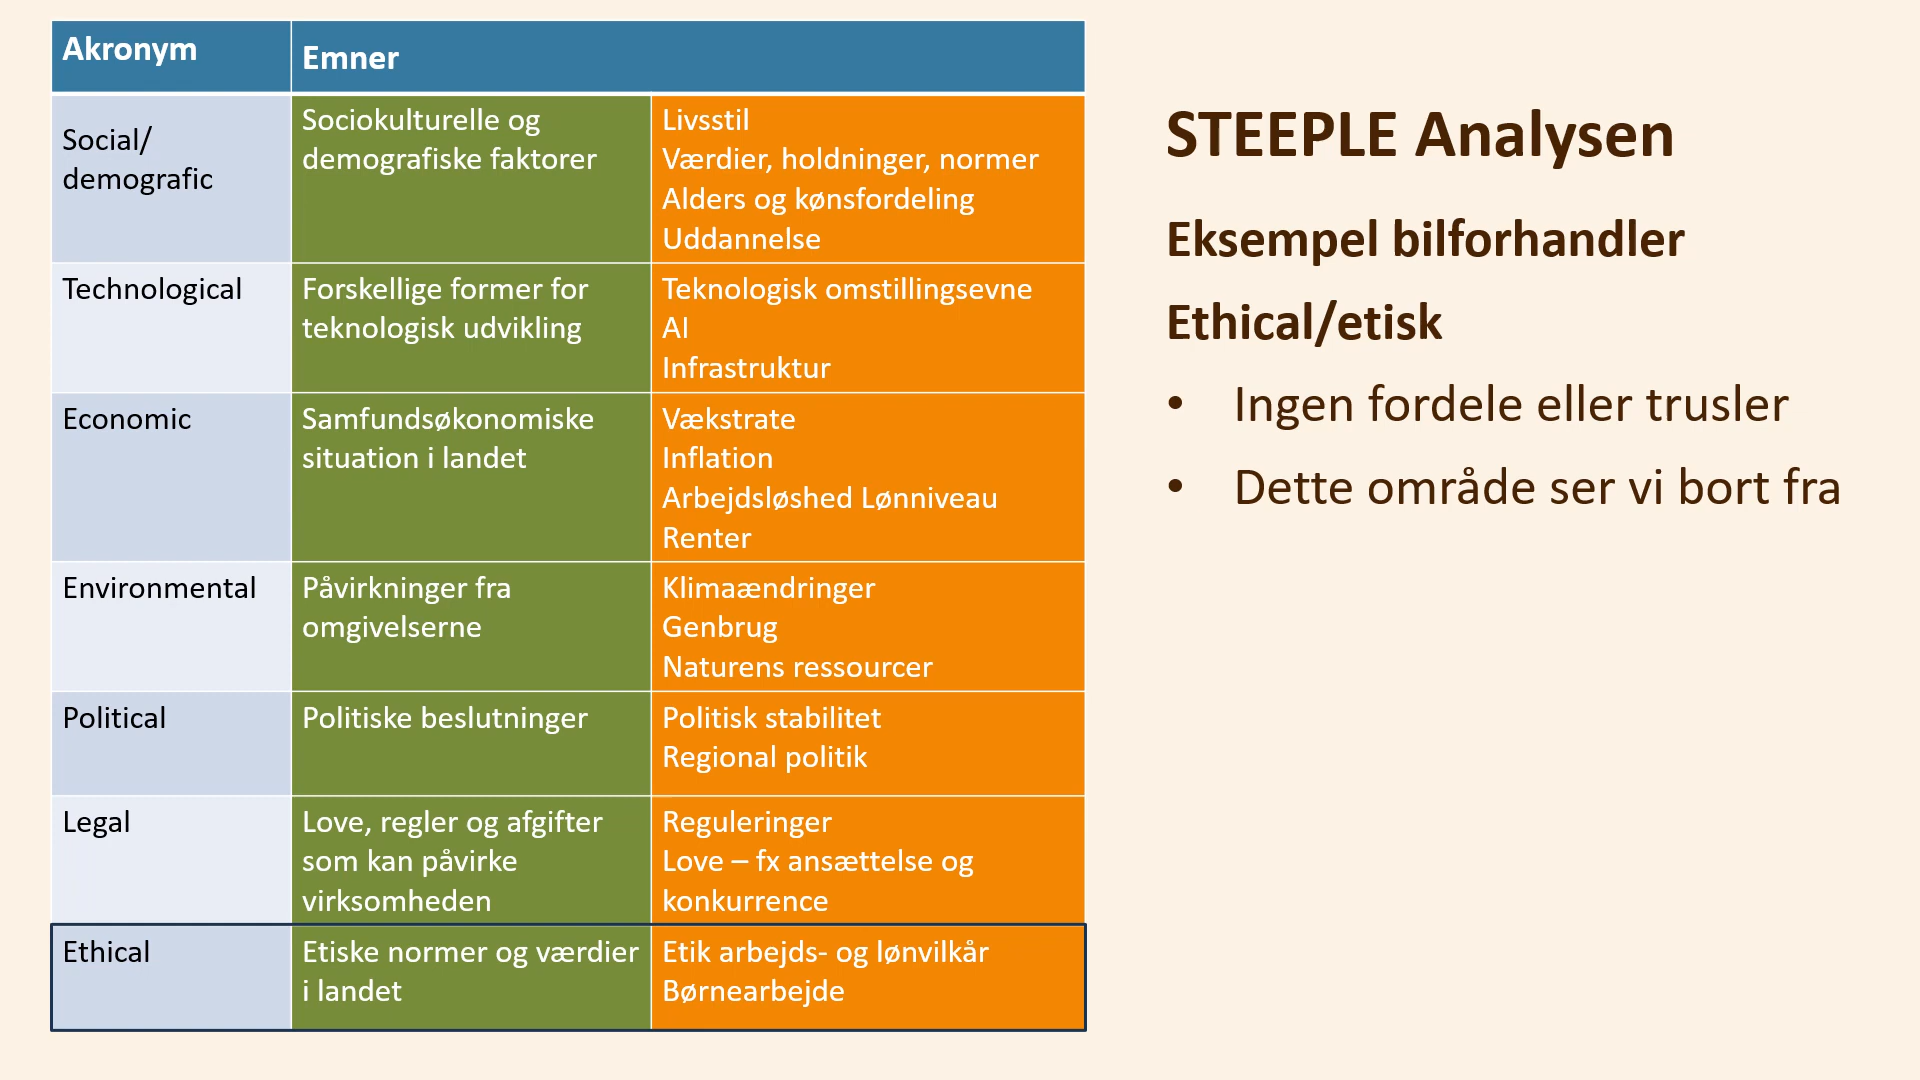 Akronym
Emner
Social/
demografic
Sociokulturelle og
demografiske faktorer
Livsstil
Værdier, holdninger, normer
Alders og kønsfordeling
Uddannelse
Technological
Forskellige former for
teknologisk udvikling
Teknologisk omstillingsevne
AI
Infrastruktur
Economic
Samfundsøkonomiske
situation i landet
Vækstrate
Inflation
Arbejdsløshed Lønniveau
Renter
Environmental
Påvirkninger fra
omgivelserne
Klimaændringer
Genbrug
Naturens ressourcer
Political
Politiske beslutninger
Politisk stabilitet
Regional politik
Legal
Love, regler og afgifter
som kan påvirke
virksomheden
Reguleringer
Love – fx ansættelse og
konkurrence
Ethical
Etiske normer og værdier
i landet
Etik arbejds- og lønvilkår
Børnearbejde
STEEPLE Analysen
Eksempel bilforhandler
Ethical/etisk
• Ingen fordele eller trusler
• Dette område ser vi bort fra